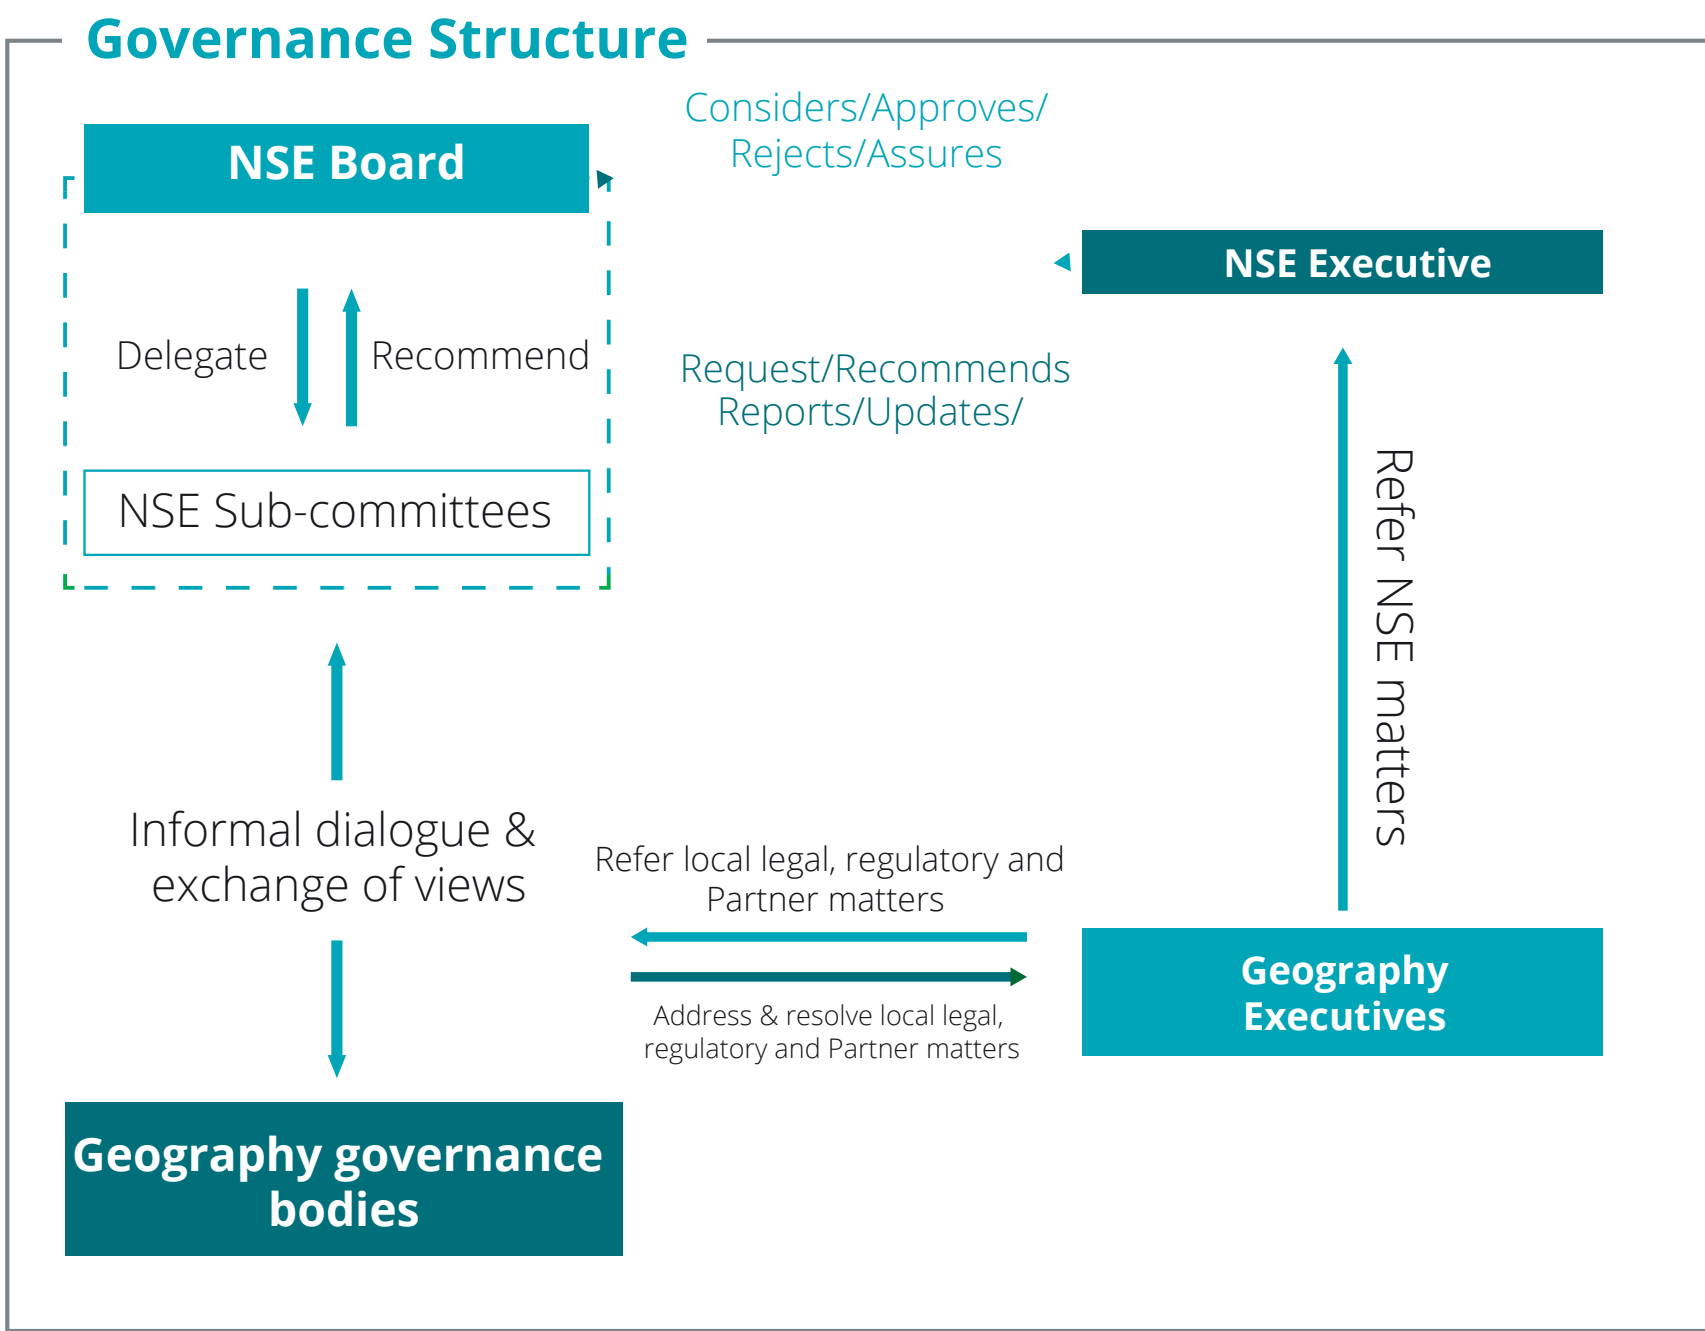 Governance Structure
Considers/Approves/
Rejects/Assures
NSE Board
NSE Executive
Delegate
Recommend
Request/Recommends
Reports/Updates/
NSE Sub-committees
Refer NSE matters
Informal dialogue &
exchange of views
Refer local legal, regulatory and
Partner matters
Address & resolve local legal,
regulatory and Partner matters
Geography
Executives
Geography governance
bodies